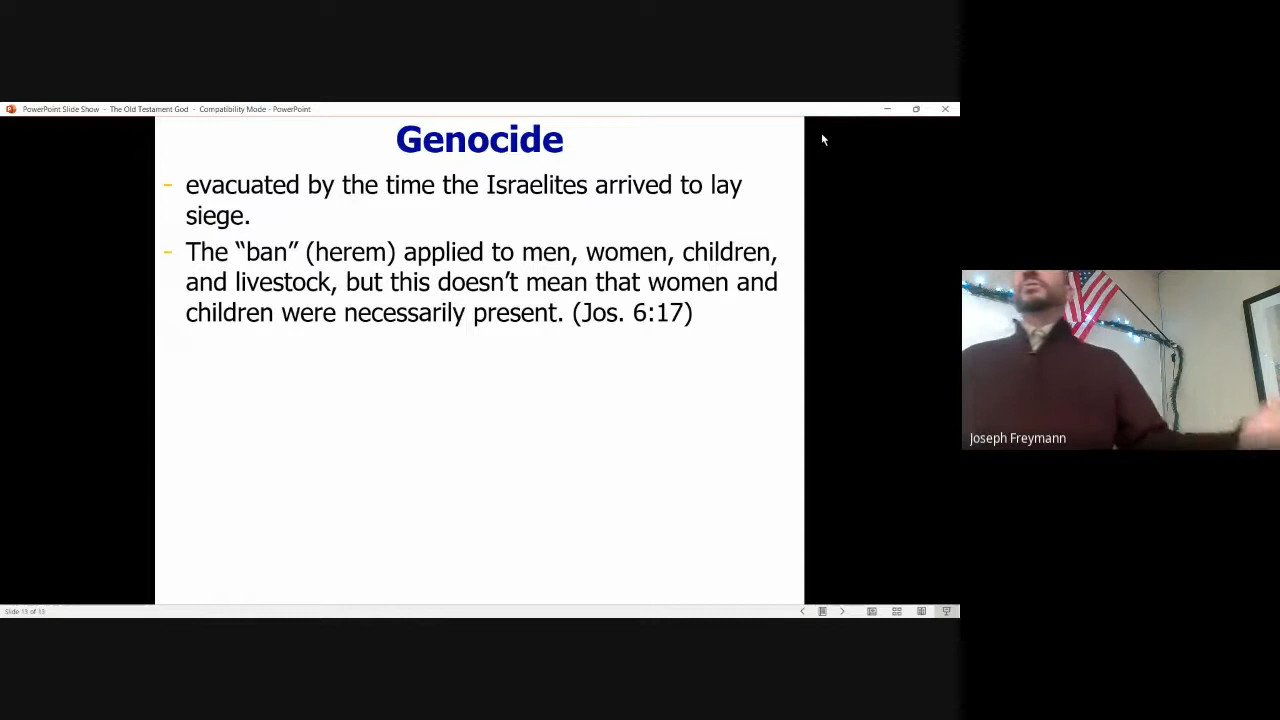 PowerPoint Slide Show - The Old Testament God - Compatibility Mode - PowerPoint
Genocide
- evacuated by the time the Israelites arrived to lay
siege.
- The “ban” (herem) applied to men, women, children,
and livestock, but this doesn’t mean that women and
children were necessarily present. (Jos. 6:17)
Joseph Freymann
Slide 13 of 13